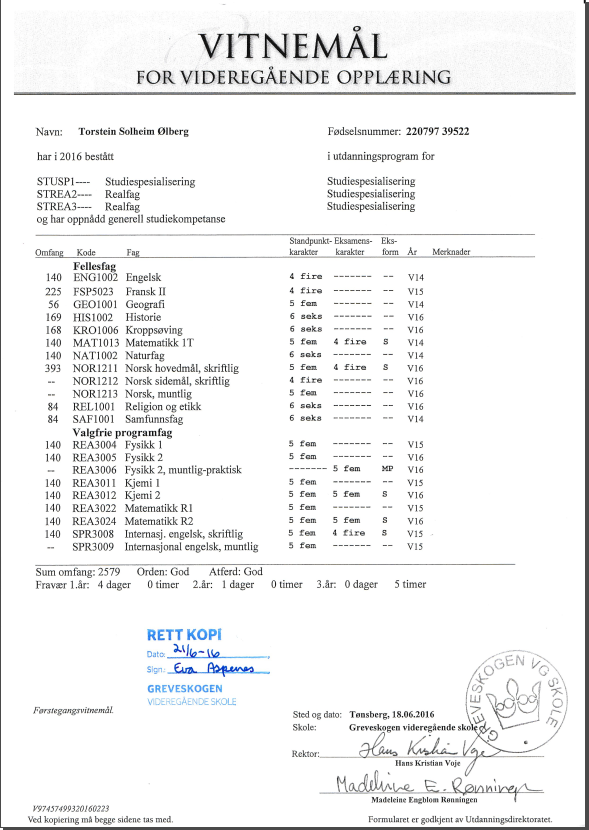 VITNEMÅL
FOR VIDEREGÅENDE OPPLÆRING
Navn: Torstein Solheim Ølberg Fødselsnummer: 220797 39522
har i 2016 bestått i utdanningsprogram for
STUSP1---- Studiespesialisering Studiespesialisering
STREA2---- Realfag Studiespesialisering
STREA3---- Realfag Studiespesialisering
og har oppnådd generell studiekompetanse
Standpunkt- Eksamens- Eks-
Omfang Kode Fag karakter karakter form År Merknader
Fellesfag
140 ENG1002 Engelsk 4 fire ------- -- V14
225 FSP5023 Fransk II 4 fire ------- -- V15
56 GEO1001 Geografi 5 fem ------- -- V14
169 HIS1002 Historie 6 seks ------- -- V16
168 KRO1006 Kroppsøving 6 seks ------- -- V16
140 MAT1013 Matematikk 1T 5 fem 4 fire S V14
140 NAT1002 Naturfag 6 seks ------- -- V14
393 NOR1211 Norsk hovedmål, skriftlig 5 fem 4 fire S V16
-- NOR1212 Norsk sidemål, skriftlig 4 fire ------- -- V16
-- NOR1213 Norsk, muntlig 5 fem ------- -- V16
84 REL1001 Religion og etikk 6 seks ------- -- V16
84 SAF1001 Samfunnsfag 6 seks ------- -- V14
Valgfrie programfag
140 REA3004 Fysikk 1 5 fem ------- -- V15
140 REA3005 Fysikk 2 5 fem ------- -- V16
-- REA3006 Fysikk 2, muntlig-praktisk ------- 5 fem MP V16
140 REA3011 Kjemi 1 5 fem ------- -- V15
140 REA3012 Kjemi 2 5 fem 5 fem S V16
140 REA3022 Matematikk R1 5 fem ------- -- V15
140 REA3024 Matematikk R2 5 fem 5 fem S V16
140 SPR3008 Internasj. engelsk, skriftlig 5 fem 4 fire S V15
-- SPR3009 Internasjonal engelsk, muntlig 5 fem ------- -- V15
Sum omfang: 2579 Orden: God Atferd: God
Fravær 1.år: 4 dager 0 timer 2.år: 1 dager 0 timer 3.år: 0 dager 5 timer
RETT KOPI
Dato: 21/6-16
Sign.: Eva Aspenes
GREVESKOGEN
VIDEREGÅENDE SKOLE
GREVESKOGEN VG SKOLE
Førstegangsvitnemål.
Sted og dato: Tønsberg, 18.06.2016
Skole: Greveskogen videregående skole
Rektor: Hans Kristian Voje
Hans Kristian Voje
Madeleine E. Rønningen
Madeleine Engblom Rønningen
V97457499320160223
Ved kopiering må begge sidene tas med. Formularet er godkjent av Utdanningsdirektoratet.